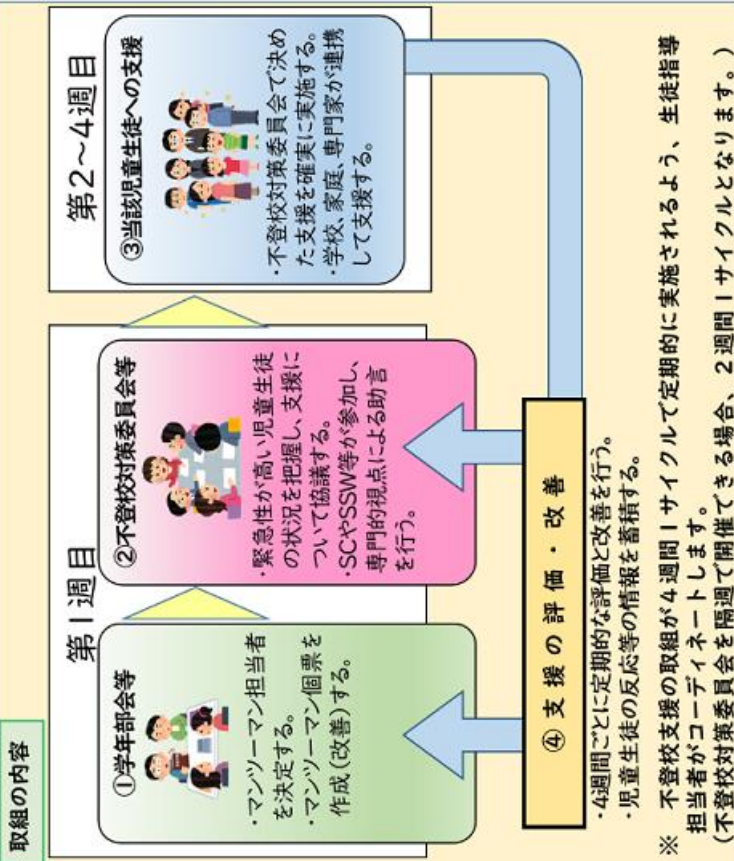 取組の内容
第1週目
①学年部会等
・マンツーマン担当者
を決定する。
・マンツーマン個票を
作成(改善)する。
②不登校対策委員会等
・緊急性が高い児童生徒
の状況を把握し、支援に
ついて協議する。
・SCやSSW等が参加し、
専門的視点による助言
を行う。
第2～4週目
③当該児童生徒への支援
・不登校対策委員会で決め
た支援を確実に実施する。
・学校、家庭、専門家が連携
して支援する。
④ 支援の評価・改善
・4週間ごとに定期的な評価と改善を行う。
・児童生徒の反応等の情報を蓄積する。
※ 不登校支援の取組が4週間1サイクルで定期的に実施されるよう、生徒指導
担当者がコーディネートします。
(不登校対策委員会を隔週で開催できる場合、2週間1サイクルとなります。)